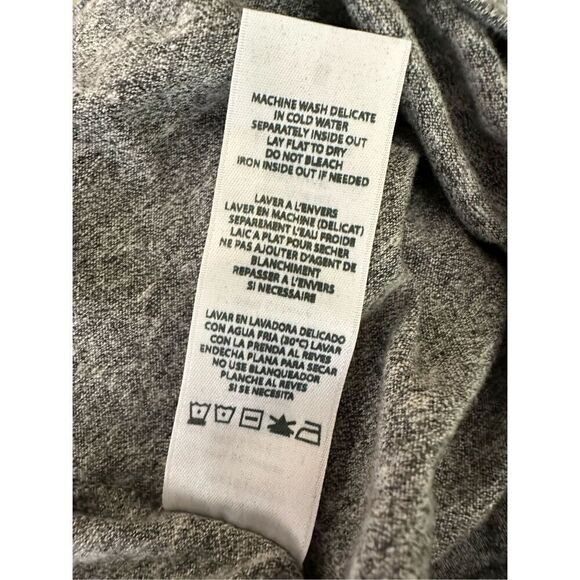 MACHINE WASH DELICATE
IN COLD WATER
SEPARATELY INSIDE OUT
LAY FLAT TO DRY
DO NOT BLEACH
IRON INSIDE OUT IF NEEDED
LAVER A L'ENVERS
LAVER EN MACHINE (DELICAT)
SEPAREMENT L'EAU FROIDE
LAIC A PLAT POUR SECHER
NE PAS AJOUTER D'AGENT DE
BLANCHIMENT
REPASSER A L'ENVERS
SI NECESSAIRE
LAVAR EN LAVADORA DELICADO
CON AGUA FRIA (30°C) LAVAR
CON LA PRENDA AL REVES
ENDECHA PLANA PARA SECAR
NO USE BLANQUEADOR
PLANCHE AL REVES
SI SE NECESITA